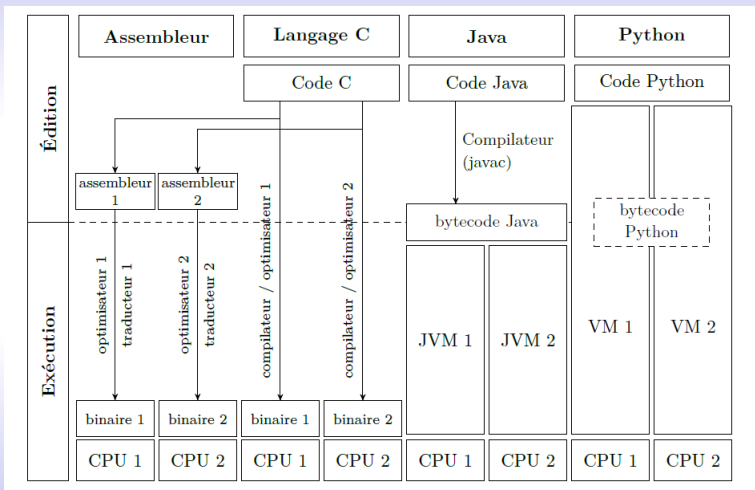 Assembleur
Langage C
Java
Python
Édition
Code C
Code Java
Code Python
Compilateur
(javac)
assembleur
1
assembleur
2
bytecode Java
bytecode
Python
Exécution
optimisateur 1
traducteur 1
optimisateur 2
traducteur 2
compilateur / optimisateur 1
compilateur / optimisateur 2
JVM 1
JVM 2
VM 1
VM 2
binaire 1
binaire 2
binaire 1
binaire 2
CPU 1
CPU 2
CPU 1
CPU 2
CPU 1
CPU 2
CPU 1
CPU 2